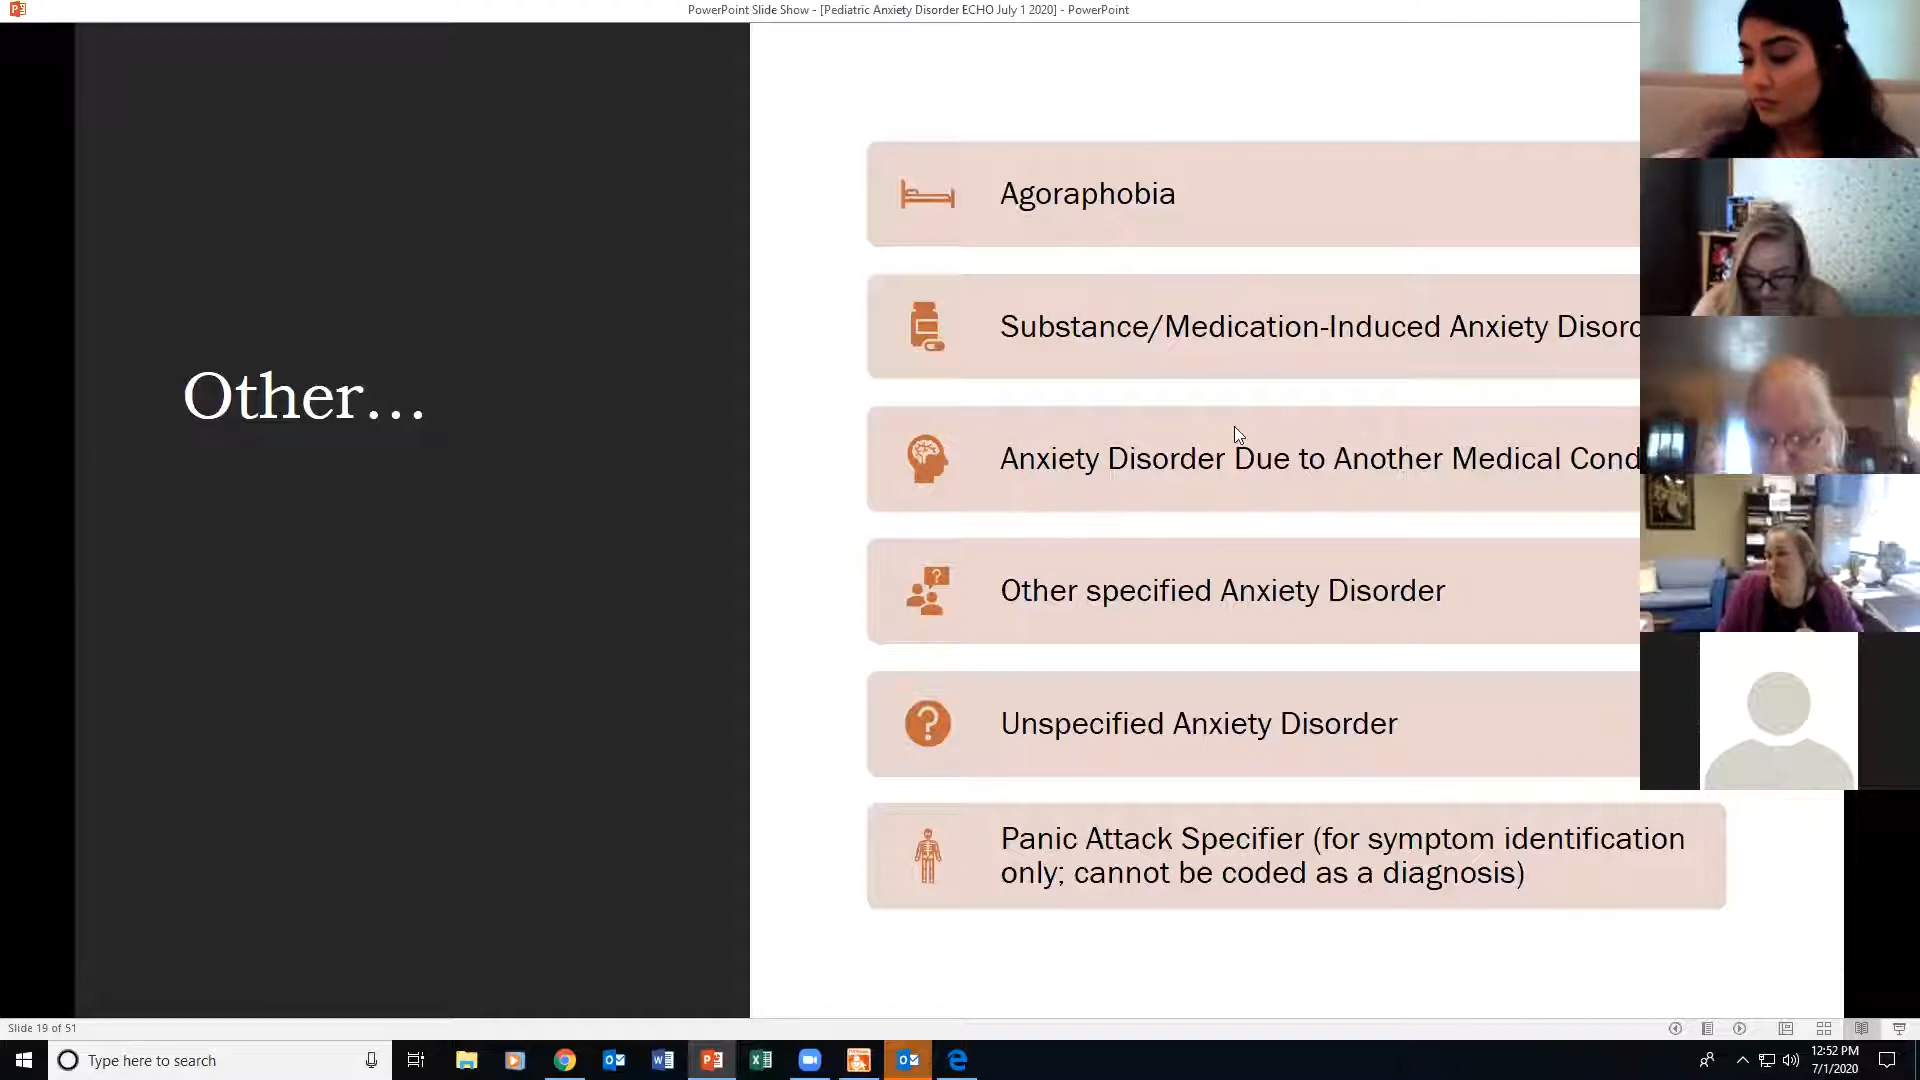 PowerPoint Slide Show - [Pediatric Anxiety Disorder ECHO July 1 2020] - PowerPoint
Other...
Agoraphobia
Substance/Medication-Induced Anxiety Disord
Anxiety Disorder Due to Another Medical Cond
Other specified Anxiety Disorder
Unspecified Anxiety Disorder
Panic Attack Specifier (for symptom identification
only; cannot be coded as a diagnosis)
Slide 19 of 51
Type here to search
12:52 PM
7/1/2020